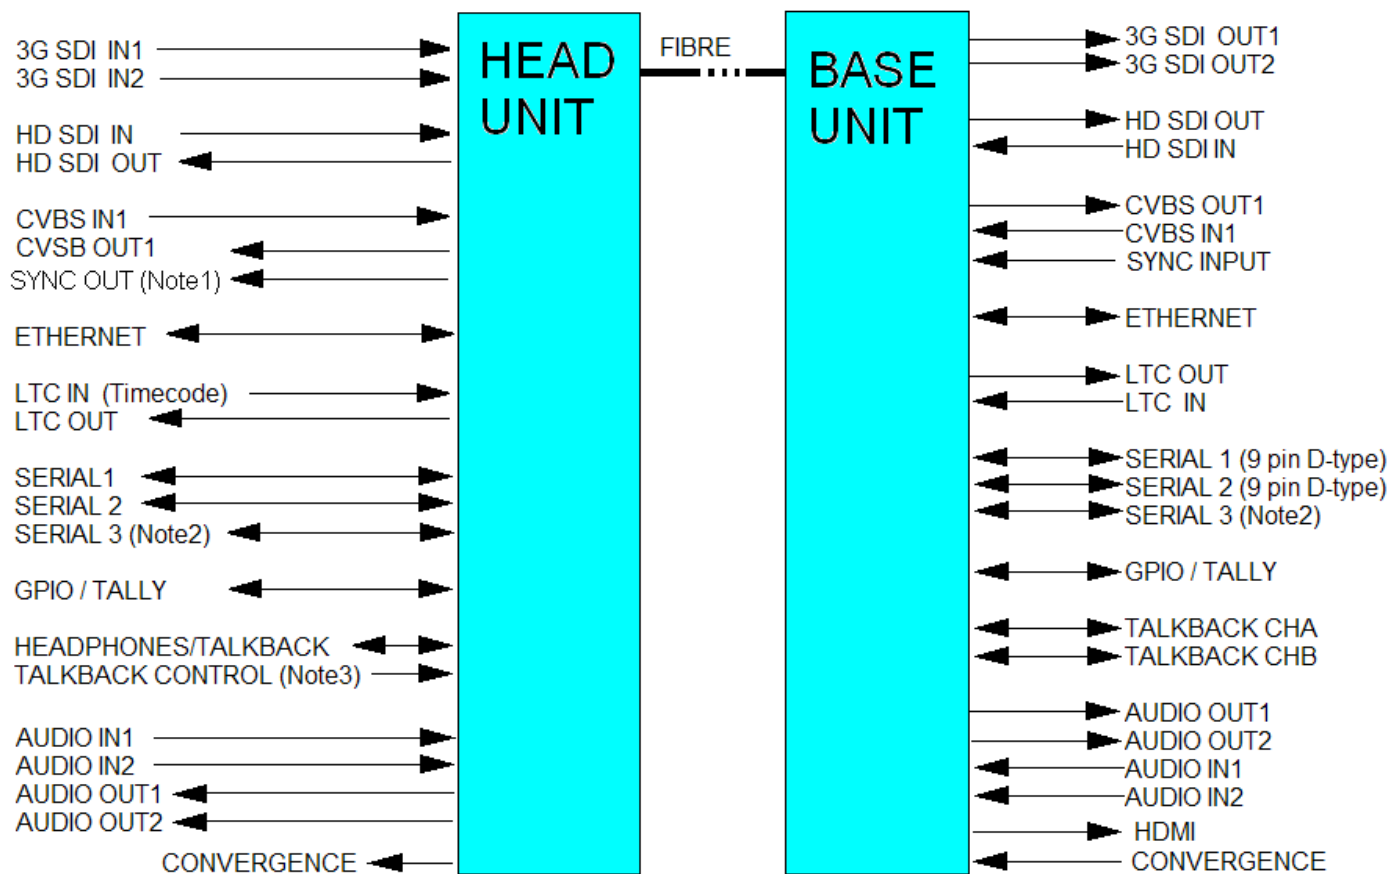 3G SDI IN1
3G SDI IN2
HD SDI IN
HD SDI OUT
CVBS IN1
CVSB OUT1
SYNC OUT (Note1)
ETHERNET
LTC IN (Timecode)
LTC OUT
SERIAL1
SERIAL 2
SERIAL 3 (Note2)
GPIO / TALLY
HEADPHONES/TALKBACK
TALKBACK CONTROL (Note3)
AUDIO IN1
AUDIO IN2
AUDIO OUT1
AUDIO OUT2
CONVERGENCE
HEAD
UNIT
FIBRE
BASE
UNIT
3G SDI OUT1
3G SDI OUT2
HD SDI OUT
HD SDI IN
CVBS OUT1
CVBS IN1
SYNC INPUT
ETHERNET
LTC OUT
LTC IN
SERIAL 1 (9 pin D-type)
SERIAL 2 (9 pin D-type)
SERIAL 3 (Note2)
GPIO / TALLY
TALKBACK CHA
TALKBACK CHB
AUDIO OUT1
AUDIO OUT2
AUDIO IN1
AUDIO IN2
HDMI
CONVERGENCE